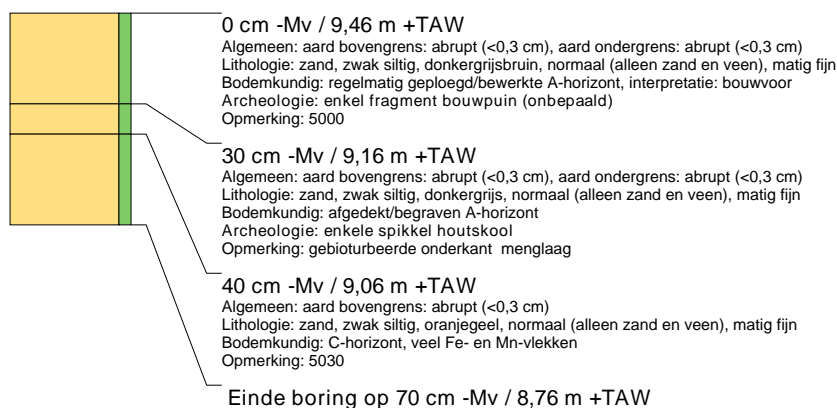 0 cm -Mv / 9,46 m +TAW
Algemeen: aard bovengrens: abrupt (<0,3 cm), aard ondergrens: abrupt (<0,3 cm)
Lithologie: zand, zwak siltig, donkergrijsbruin, normaal (alleen zand en veen), matig fijn
Bodemkundig: regelmatig geploegd/bewerkte A-horizont, interpretatie: bouwvoor
Archeologie: enkel fragment bouwpuin (onbepaald)
Opmerking: 5000
30 cm -Mv / 9,16 m +TAW
Algemeen: aard bovengrens: abrupt (<0,3 cm), aard ondergrens: abrupt (<0,3 cm)
Lithologie: zand, zwak siltig, donkergrijs, normaal (alleen zand en veen), matig fijn
Bodemkundig: afgedekt/begraven A-horizont
Archeologie: enkele spikkel houtskool
Opmerking: gebioturbeerde onderkant menglaag
40 cm -Mv / 9,06 m +TAW
Algemeen: aard bovengrens: abrupt (<0,3 cm)
Lithologie: zand, zwak siltig, oranjegeel, normaal (alleen zand en veen), matig fijn
Bodemkundig: C-horizont, veel Fe- en Mn-vlekken
Opmerking: 5030
Einde boring op 70 cm -Mv / 8,76 m +TAW